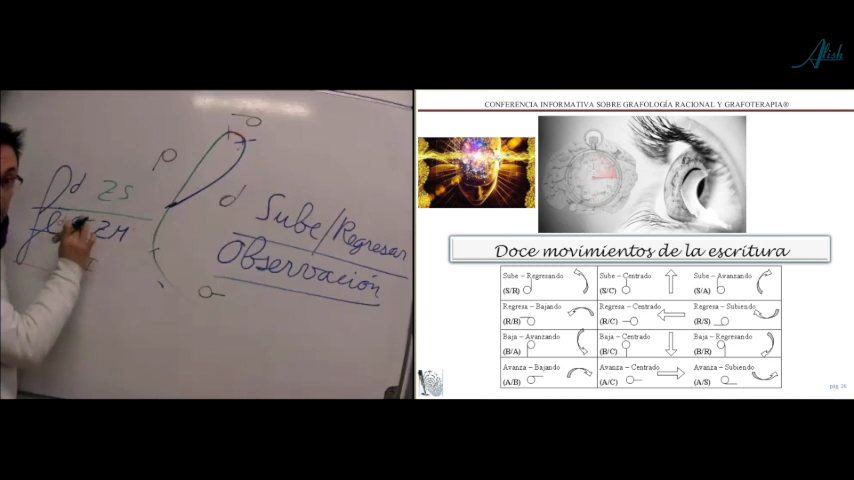 Alish
CONFERENCIA INFORMATIVA SOBRE GRAFOLOGÍA RACIONAL Y GRAFOTERAPIA®
d ZS
ZM
d
Sube/Regresar
Observación
Doce movimientos de la escritura
Sube – Regresando
(S/R)
Sube – Centrado
(S/C)
Sube – Avanzando
(S/A)
Regresa – Bajando
(R/B)
Regresa – Centrado
(R/C)
Regresa – Subiendo
(R/S)
Baja – Avanzando
(B/A)
Baja – Centrado
(B/C)
Baja – Regresando
(B/R)
Avanza – Bajando
(A/B)
Avanza – Centrado
(A/C)
Avanza – Subiendo
(A/S)
pág. 26